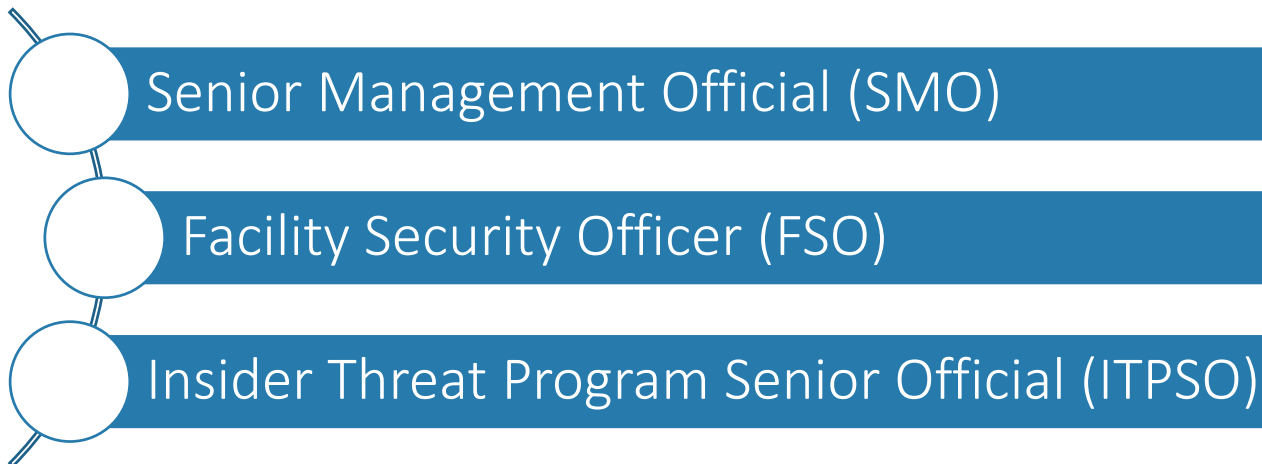 Senior Management Official (SMO)
Facility Security Officer (FSO)
Insider Threat Program Senior Official (ITPSO)